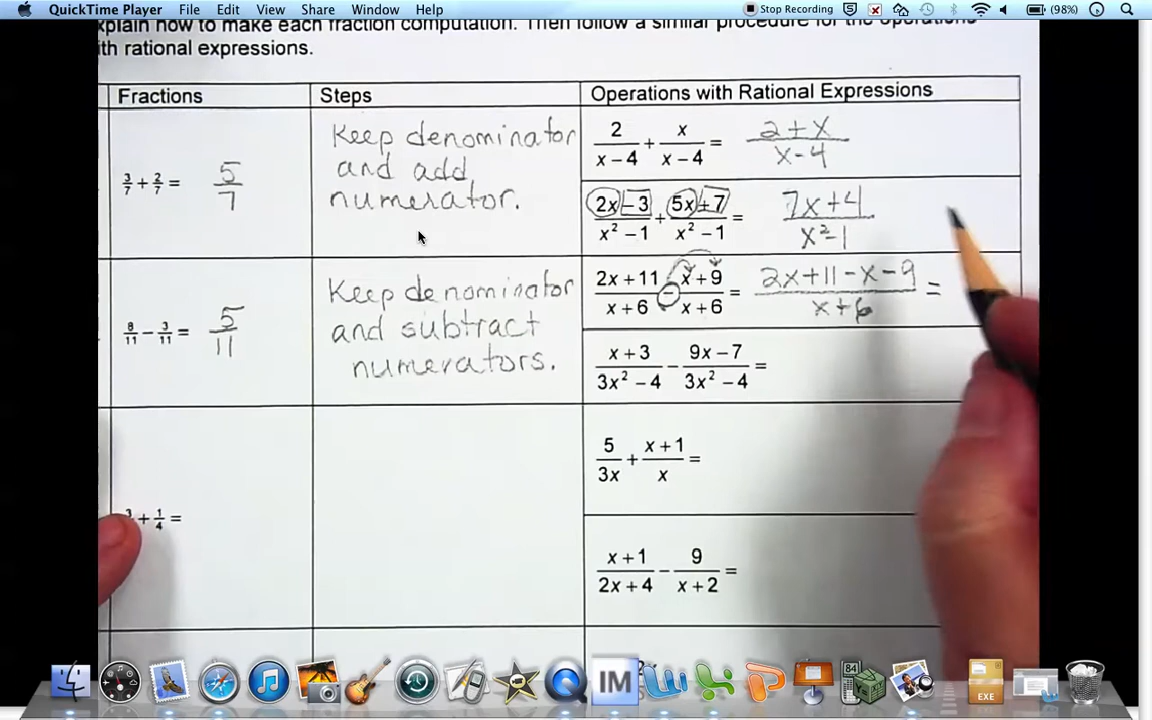 QuickTime Player File Edit View Share Window Help Stop Recording (98%)
xplain how to make each fraction computation. Then follow a similar procedure for the operations
th rational expressions.
Fractions Steps Operations with Rational Expressions
3/7 + 2/7 = 5/7
Keep denominator
and add
numerator.
2/(x − 4) + x/(x − 4) = (2 + x)/(x − 4)
(2x − 3)/(x² − 1) + (5x + 7)/(x² − 1) = (7x + 4)/(x² − 1)
8/11 − 3/11 = 5/11
Keep denominator
and subtract
numerators.
(2x + 11)/(x + 6) − (x + 9)/(x + 6) = (2x + 11 − x − 9)/(x + 6) =
(x + 3)/(3x² − 4) − (9x − 7)/(3x² − 4) =
+ 1/4 =
5/3x + (x + 1)/x =
(x + 1)/(2x + 4) − 9/(x + 2) =
IM
84
EXE